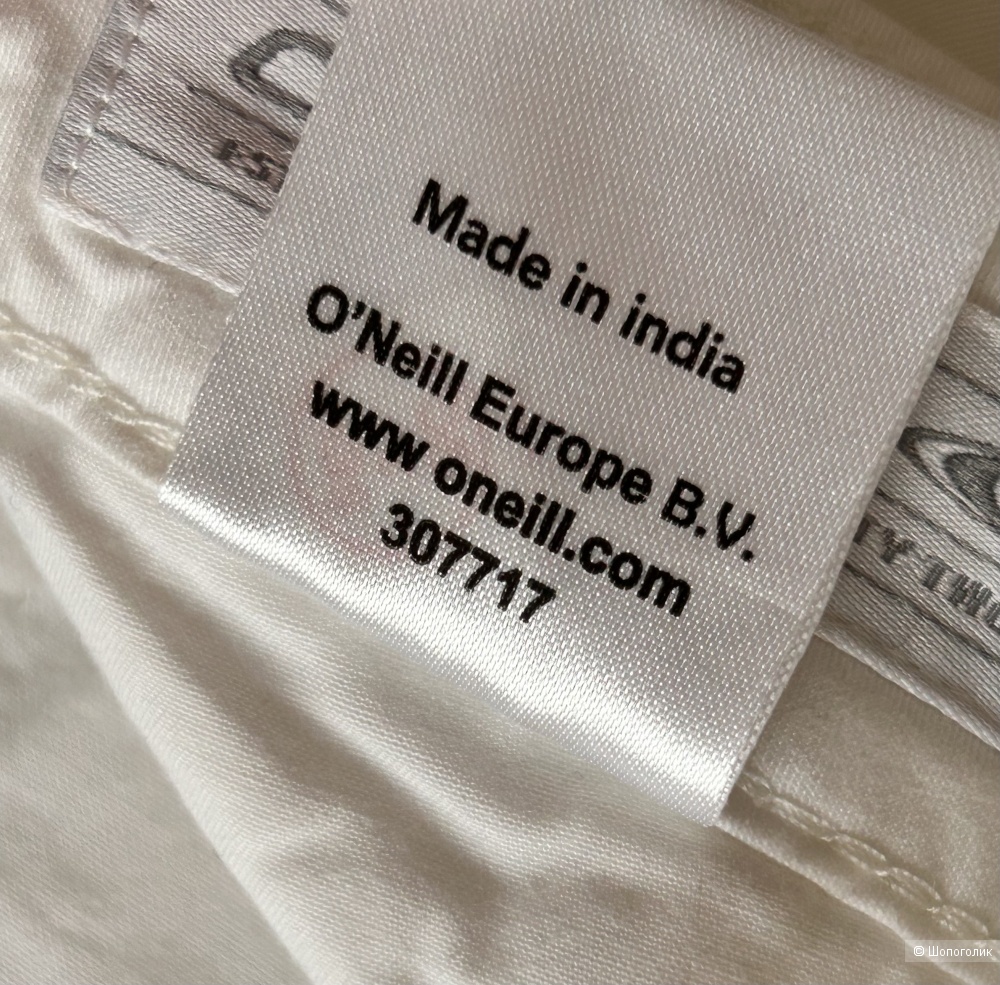 Made in india
O'Neill Europe B.V.
www oneill.com
307717
© Шопоголик